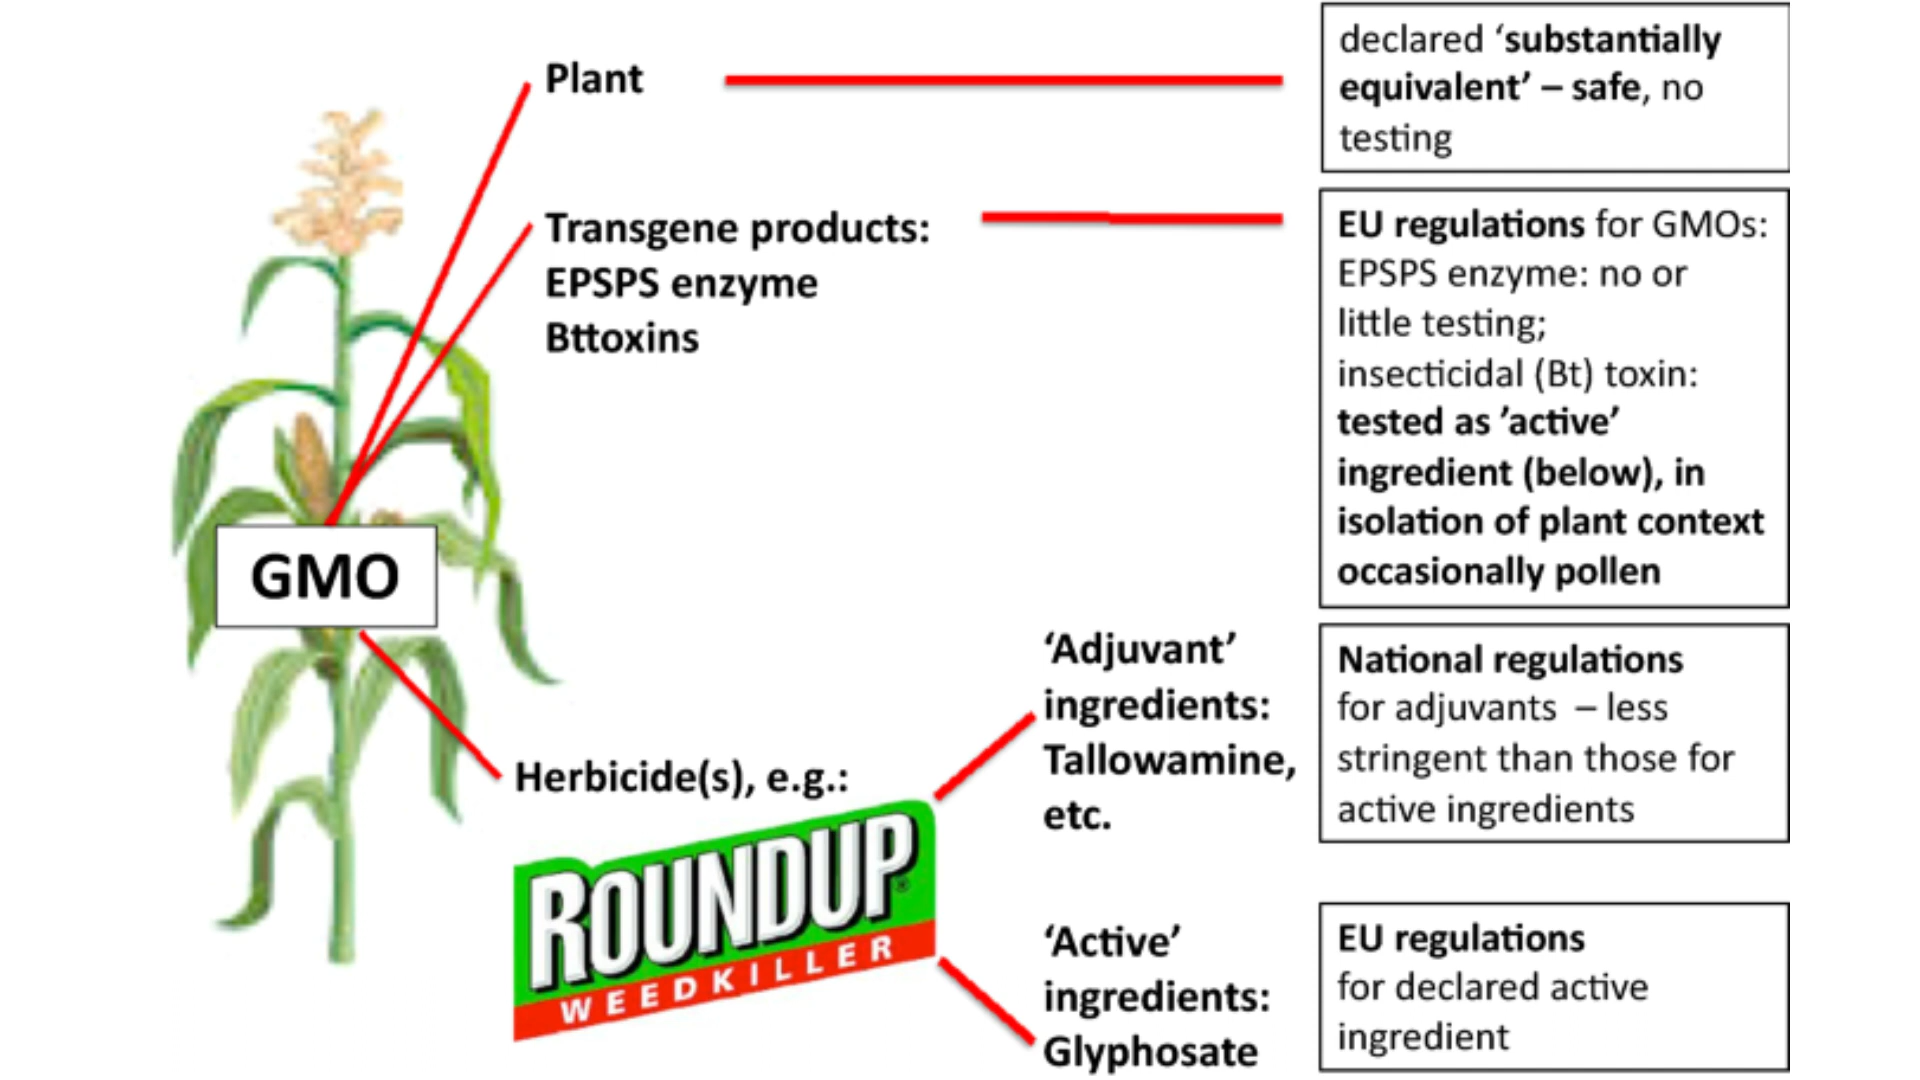 Plant
declared ‘substantially
equivalent’ – safe, no
testing
Transgene products:
EPSPS enzyme
Bttoxins
EU regulations for GMOs:
EPSPS enzyme: no or
little testing;
insecticidal (Bt) toxin:
tested as ’active’
ingredient (below), in
isolation of plant context
occasionally pollen
GMO
Herbicide(s), e.g.:
ROUNDUP®
WEEDKILLER
‘Adjuvant’
ingredients:
Tallowamine,
etc.
National regulations
for adjuvants – less
stringent than those for
active ingredients
‘Active’
ingredients:
Glyphosate
EU regulations
for declared active
ingredient